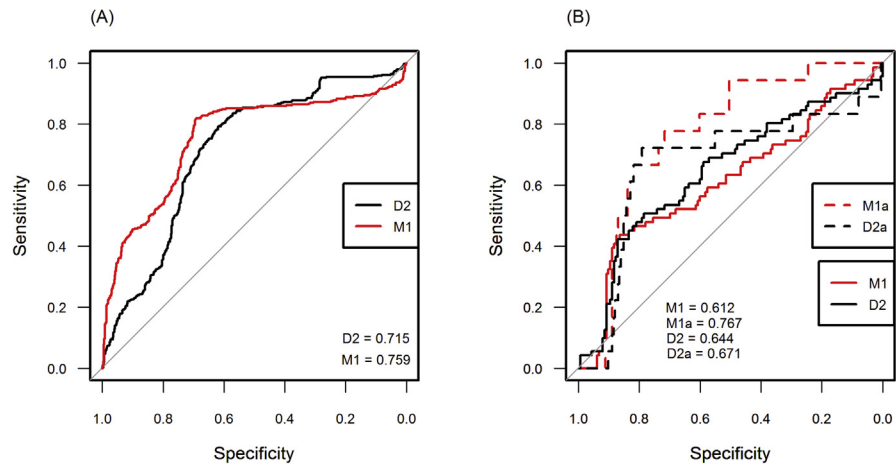 (A)
1.0
0.8
0.6
0.4
0.2
0.0
Sensitivity
D2
M1
D2 = 0.715
M1 = 0.759
1.0 0.8 0.6 0.4 0.2 0.0
Specificity
(B)
1.0
0.8
0.6
0.4
0.2
0.0
Sensitivity
M1a
D2a
M1
D2
M1 = 0.612
M1a = 0.767
D2 = 0.644
D2a = 0.671
1.0 0.8 0.6 0.4 0.2 0.0
Specificity